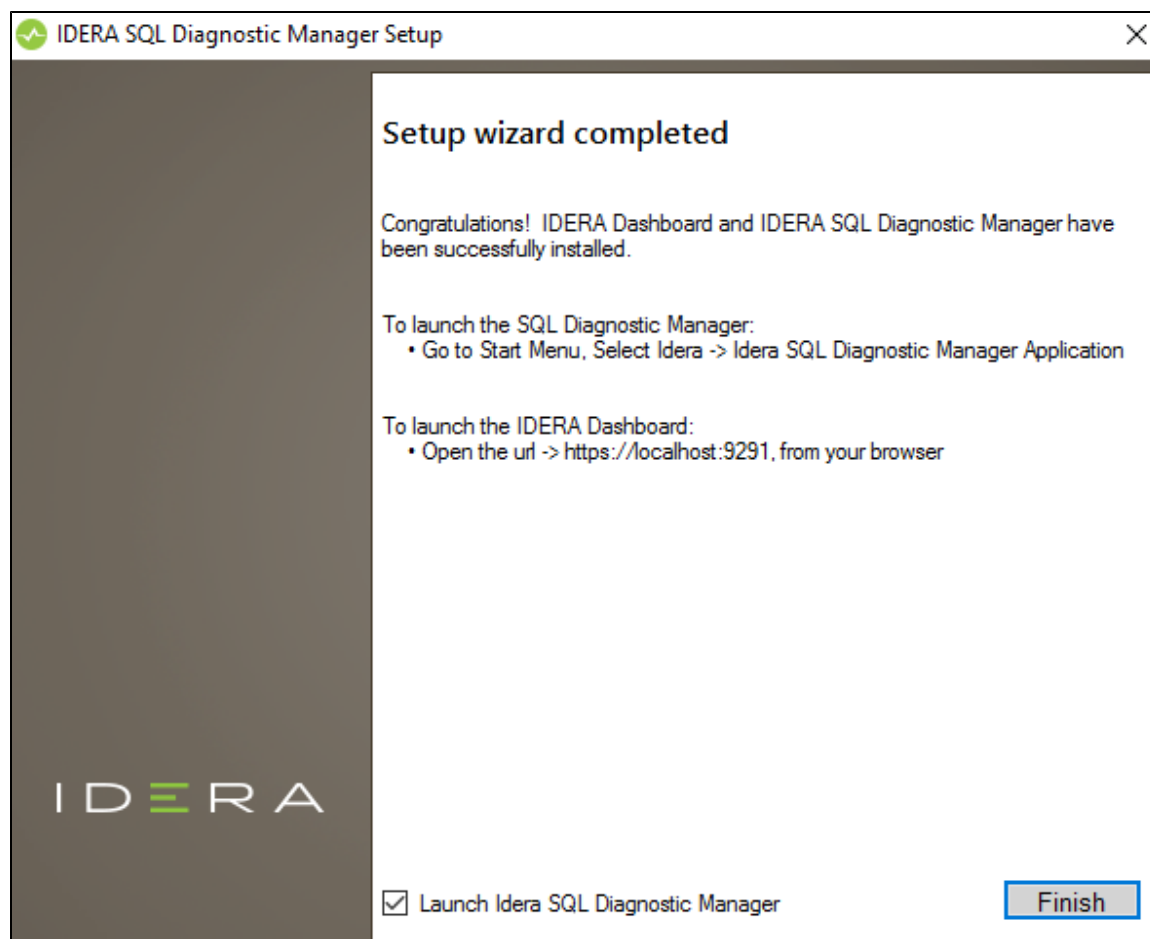 IDERA SQL Diagnostic Manager Setup
Setup wizard completed
Congratulations!  IDERA Dashboard and IDERA SQL Diagnostic Manager have
been successfully installed.
To launch the SQL Diagnostic Manager:
• Go to Start Menu, Select Idera -> Idera SQL Diagnostic Manager Application
To launch the IDERA Dashboard:
• Open the url -> https://localhost:9291, from your browser
IDERA
Launch Idera SQL Diagnostic Manager
Finish